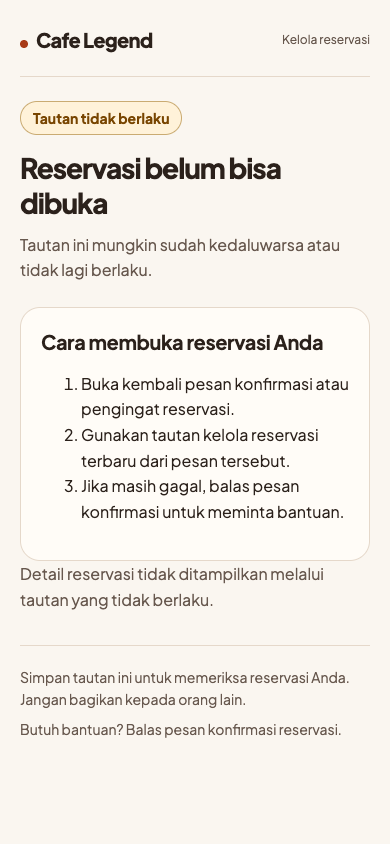 Cafe Legend
Kelola reservasi
Tautan tidak berlaku
Reservasi belum bisa
dibuka
Tautan ini mungkin sudah kedaluwarsa atau
tidak lagi berlaku.
Cara membuka reservasi Anda
1. Buka kembali pesan konfirmasi atau
pengingat reservasi.
2. Gunakan tautan kelola reservasi
terbaru dari pesan tersebut.
3. Jika masih gagal, balas pesan
konfirmasi untuk meminta bantuan.
Detail reservasi tidak ditampilkan melalui
tautan yang tidak berlaku.
Simpan tautan ini untuk memeriksa reservasi Anda.
Jangan bagikan kepada orang lain.
Butuh bantuan? Balas pesan konfirmasi reservasi.